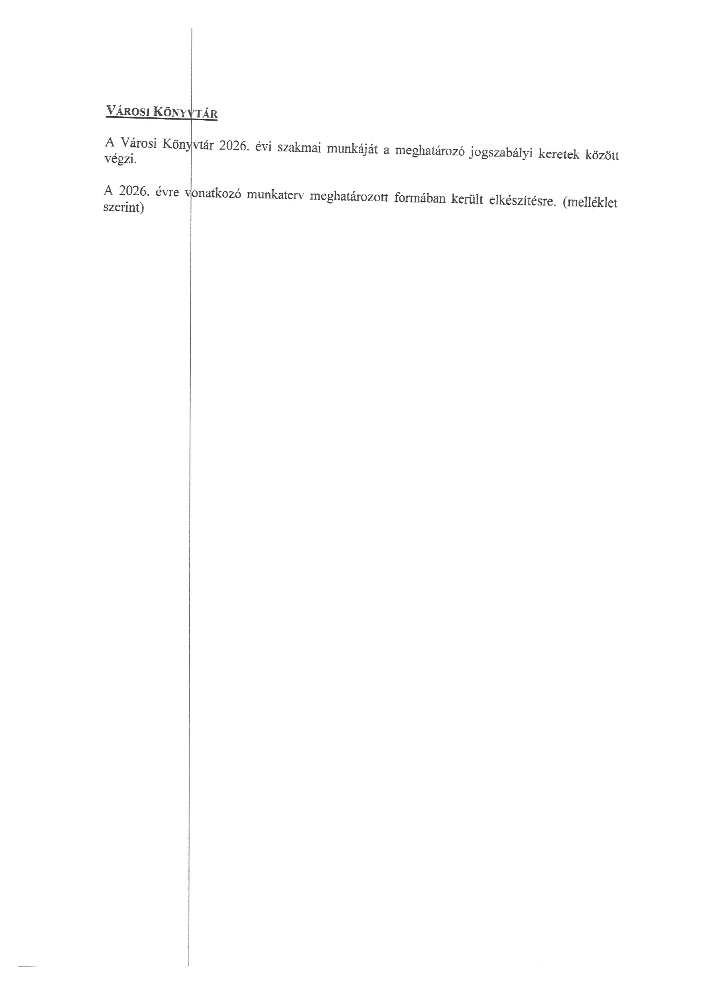 VÁROSI KÖNYVTÁR
A Városi Könyvtár 2026. évi szakmai munkáját a meghatározó jogszabályi keretek között
végzi.
A 2026. évre vonatkozó munkaterv meghatározott formában került elkészítésre. (melléklet
szerint)